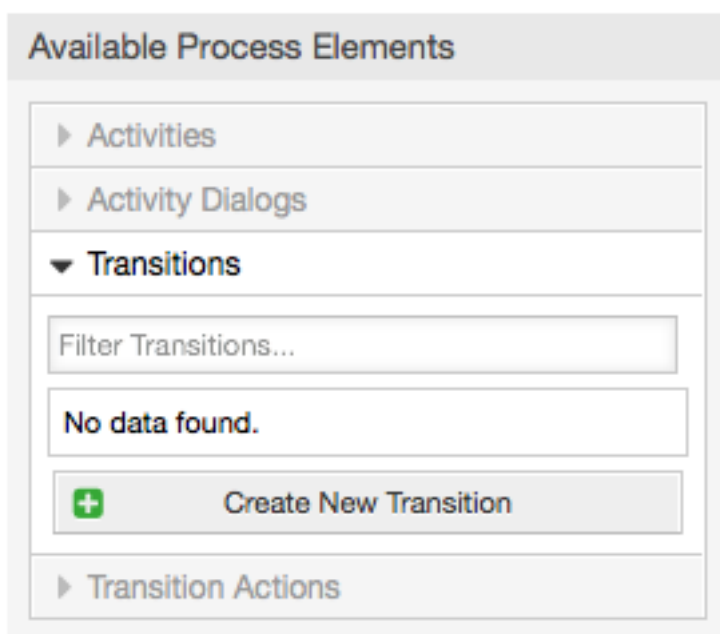 Available Process Elements
Activities
Activity Dialogs
Transitions
Filter Transitions...
No data found.
Create New Transition
Transition Actions